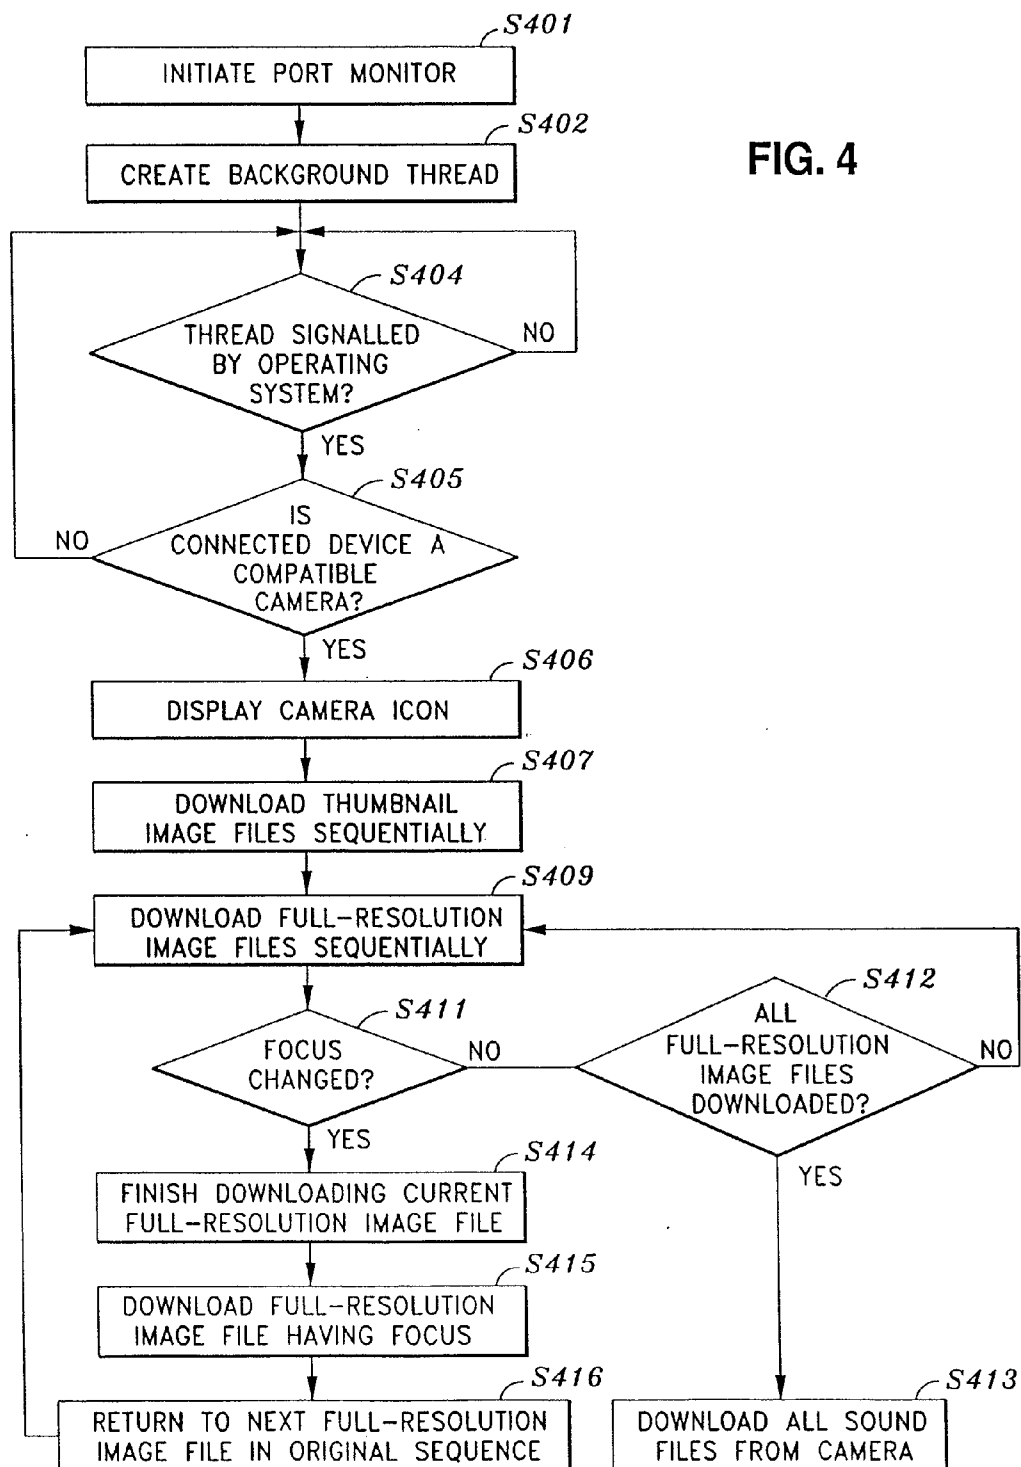 S401
INITIATE PORT MONITOR
S402
CREATE BACKGROUND THREAD
FIG. 4
S404
THREAD SIGNALLED
BY OPERATING
SYSTEM?
NO
YES
S405
IS
CONNECTED DEVICE A
COMPATIBLE
CAMERA?
NO
YES
S406
DISPLAY CAMERA ICON
S407
DOWNLOAD THUMBNAIL
IMAGE FILES SEQUENTIALLY
S409
DOWNLOAD FULL-RESOLUTION
IMAGE FILES SEQUENTIALLY
S411
FOCUS
CHANGED?
NO
YES
S412
ALL
FULL-RESOLUTION
IMAGE FILES
DOWNLOADED?
NO
YES
S414
FINISH DOWNLOADING CURRENT
FULL-RESOLUTION IMAGE FILE
S415
DOWNLOAD FULL-RESOLUTION
IMAGE FILE HAVING FOCUS
S416
RETURN TO NEXT FULL-RESOLUTION
IMAGE FILE IN ORIGINAL SEQUENCE
S413
DOWNLOAD ALL SOUND
FILES FROM CAMERA